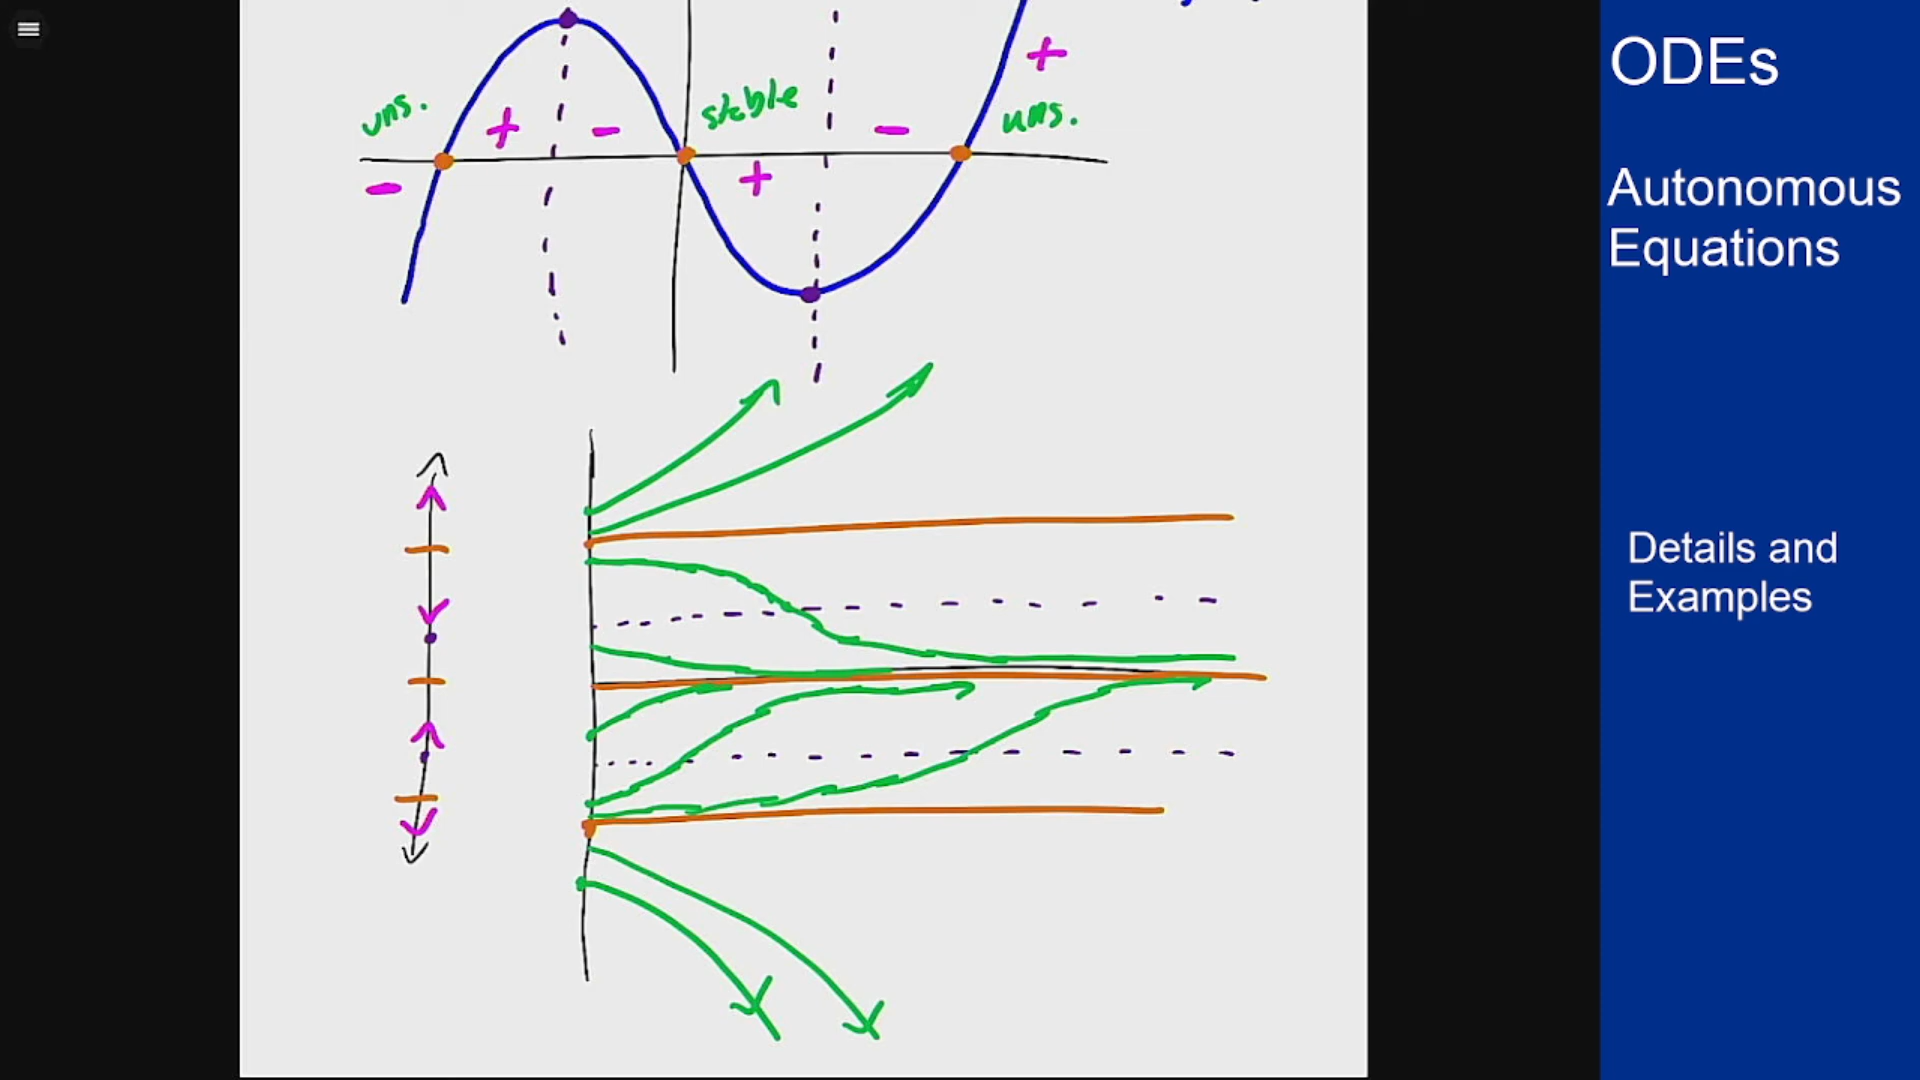 ODEs
Autonomous
Equations
Details and
Examples
uns.
+
-
stable
-
+
uns.
-
+